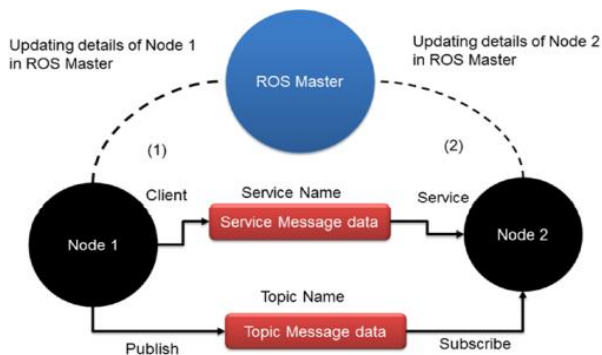 Updating details of Node 1
in ROS Master
Updating details of Node 2
in ROS Master
ROS Master
(1)
(2)
Client
Service Name
Service
Node 1
Service Message data
Node 2
Topic Name
Topic Message data
Publish
Subscribe